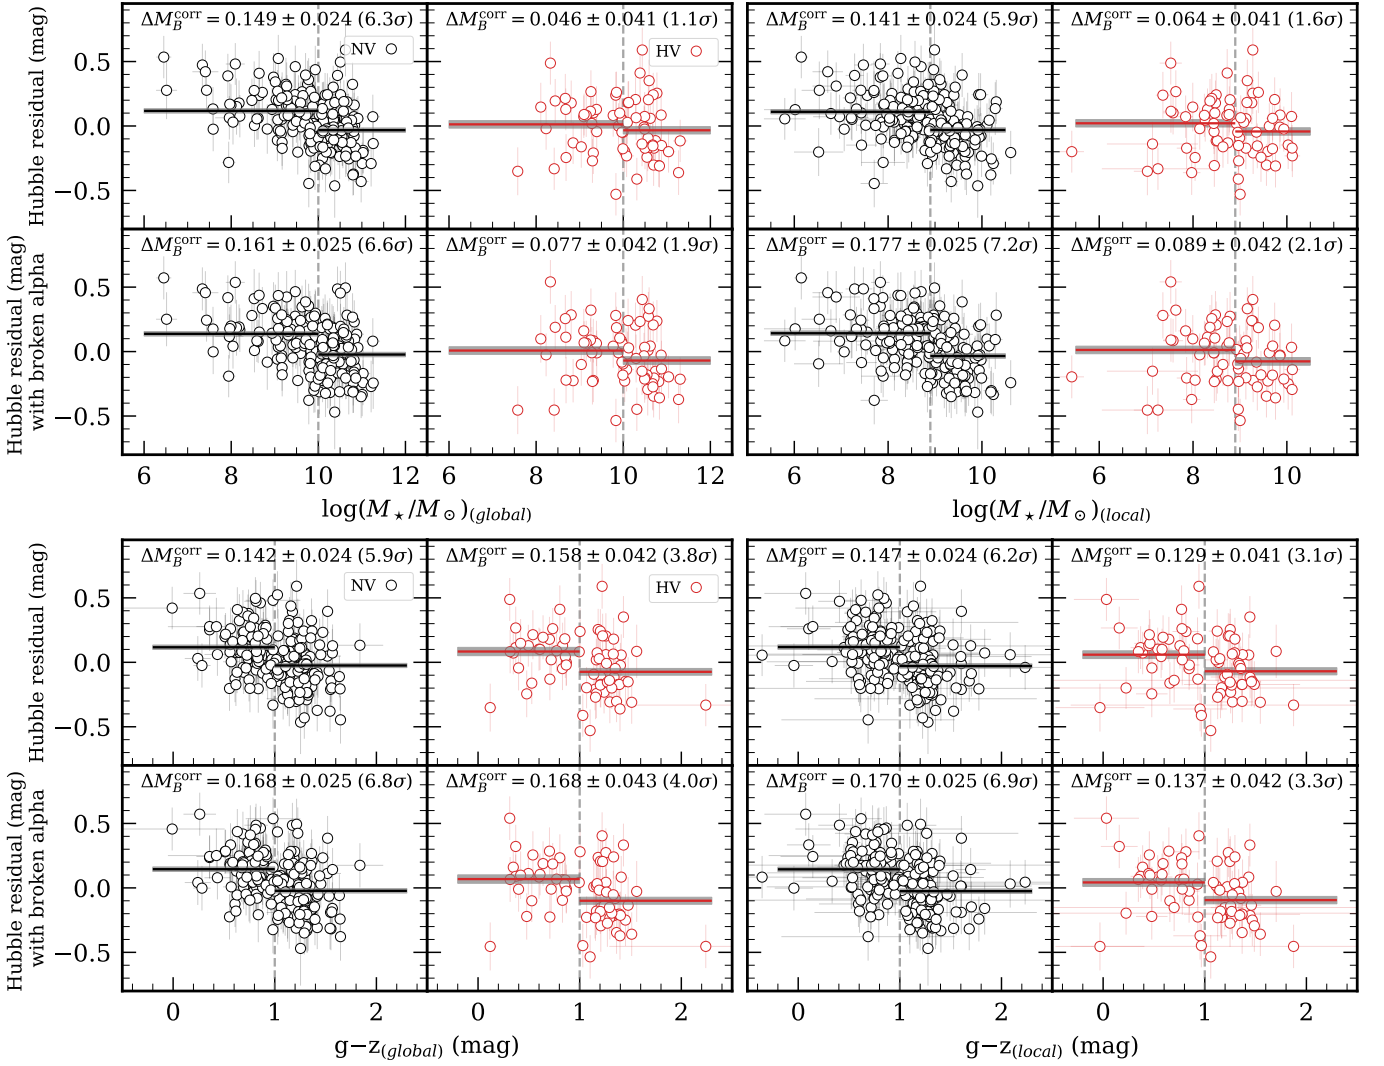 ΔM_B^corr = 0.149 ± 0.024 (6.3σ)
ΔM_B^corr = 0.046 ± 0.041 (1.1σ)
ΔM_B^corr = 0.141 ± 0.024 (5.9σ)
ΔM_B^corr = 0.064 ± 0.041 (1.6σ)
NV
HV
Hubble residual (mag)
0.5
0.0
−0.5
ΔM_B^corr = 0.161 ± 0.025 (6.6σ)
ΔM_B^corr = 0.077 ± 0.042 (1.9σ)
ΔM_B^corr = 0.177 ± 0.025 (7.2σ)
ΔM_B^corr = 0.089 ± 0.042 (2.1σ)
Hubble residual (mag)
with broken alpha
0.5
0.0
−0.5
6 8 10 12 6 8 10 12 6 8 10 6 8 10
log(M⋆/M⊙)(global)
log(M⋆/M⊙)(local)
ΔM_B^corr = 0.142 ± 0.024 (5.9σ)
ΔM_B^corr = 0.158 ± 0.042 (3.8σ)
ΔM_B^corr = 0.147 ± 0.024 (6.2σ)
ΔM_B^corr = 0.129 ± 0.041 (3.1σ)
NV
HV
Hubble residual (mag)
0.5
0.0
−0.5
ΔM_B^corr = 0.168 ± 0.025 (6.8σ)
ΔM_B^corr = 0.168 ± 0.043 (4.0σ)
ΔM_B^corr = 0.170 ± 0.025 (6.9σ)
ΔM_B^corr = 0.137 ± 0.042 (3.3σ)
Hubble residual (mag)
with broken alpha
0.5
0.0
−0.5
0 1 2 0 1 2 0 1 2 0 1 2
g−z(global) (mag)
g−z(local) (mag)